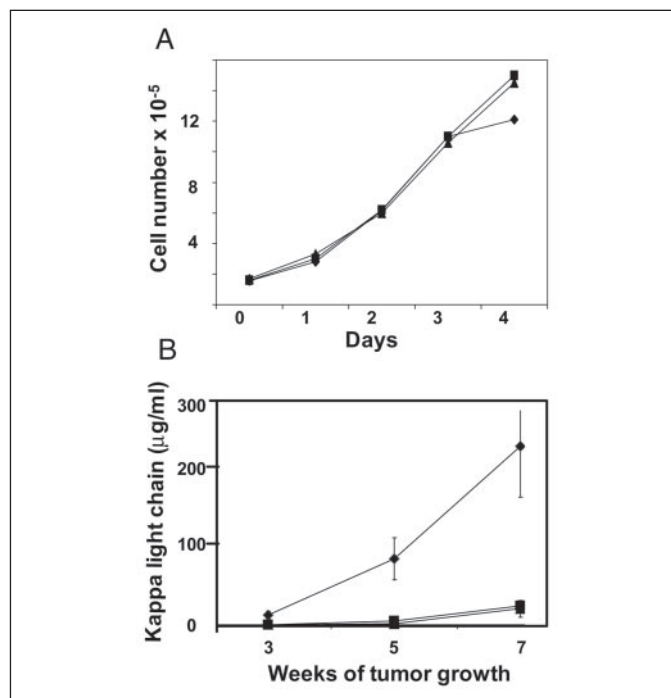 A
Cell number x 10⁻⁵
12
8
4
0 1 2 3 4
Days
B
Kappa light chain (μg/ml)
300
200
100
0
3 5 7
Weeks of tumor growth